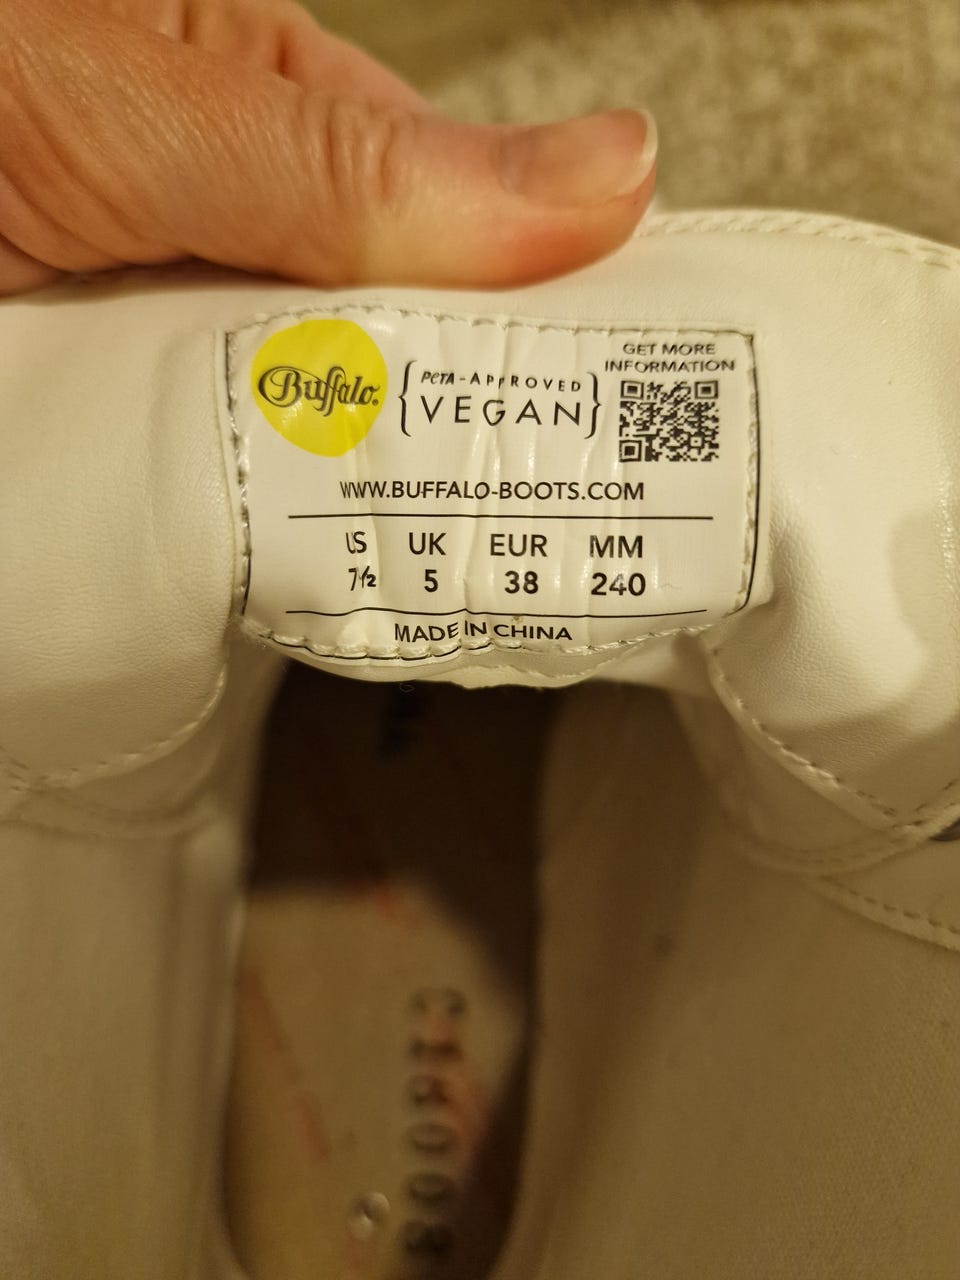 Buffalo.
PETA-APPROVED
VEGAN
GET MORE
INFORMATION
WWW.BUFFALO-BOOTS.COM
US UK EUR MM
7½ 5 38 240
MADE IN CHINA